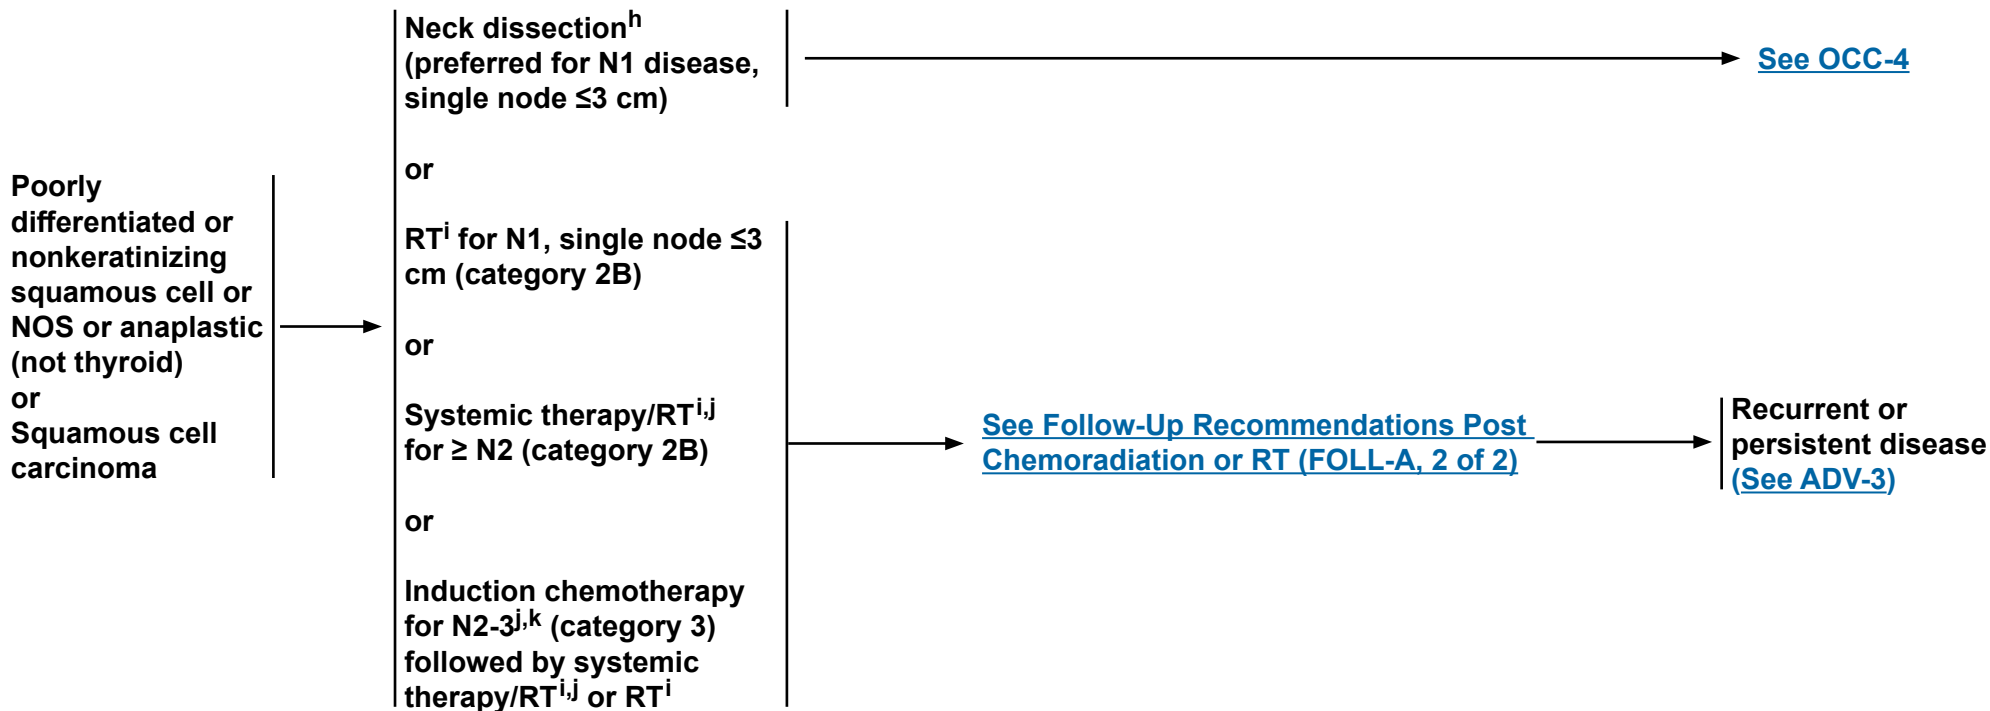 Poorly
differentiated or
nonkeratinizing
squamous cell or
NOS or anaplastic
(not thyroid)
or
Squamous cell
carcinoma
Neck dissectionʰ
(preferred for N1 disease,
single node ≤3 cm)
or
RTⁱ for N1, single node ≤3
cm (category 2B)
or
Systemic therapy/RTⁱ,ʲ
for ≥ N2 (category 2B)
or
Induction chemotherapy
for N2-3ʲ,ᵏ (category 3)
followed by systemic
therapy/RTⁱ,ʲ or RTⁱ
See OCC-4
See Follow-Up Recommendations Post
Chemoradiation or RT (FOLL-A, 2 of 2)
Recurrent or
persistent disease
(See ADV-3)